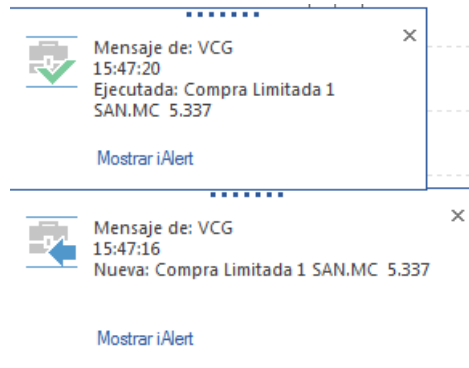 Mensaje de: VCG
15:47:20
Ejecutada: Compra Limitada 1
SAN.MC 5.337
Mostrar iAlert
Mensaje de: VCG
15:47:16
Nueva: Compra Limitada 1 SAN.MC 5.337
Mostrar iAlert